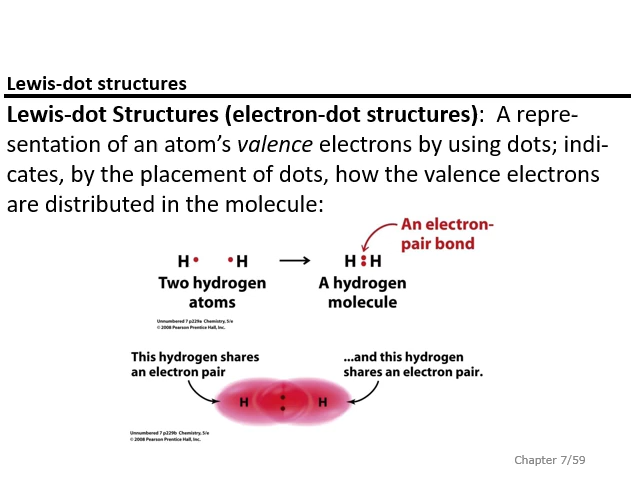 Lewis-dot structures
Lewis-dot Structures (electron-dot structures):  A repre-
sentation of an atom’s valence electrons by using dots; indi-
cates, by the placement of dots, how the valence electrons
are distributed in the molecule:
An electron-
pair bond
H• •H → H:H
Two hydrogen
atoms
A hydrogen
molecule
Unnumbered 7 p229a Chemistry, 5/e
© 2008 Pearson Prentice Hall, Inc.
This hydrogen shares
an electron pair
...and this hydrogen
shares an electron pair.
H : H
Unnumbered 7 p229b Chemistry, 5/e
© 2008 Pearson Prentice Hall, Inc.
Chapter 7/59